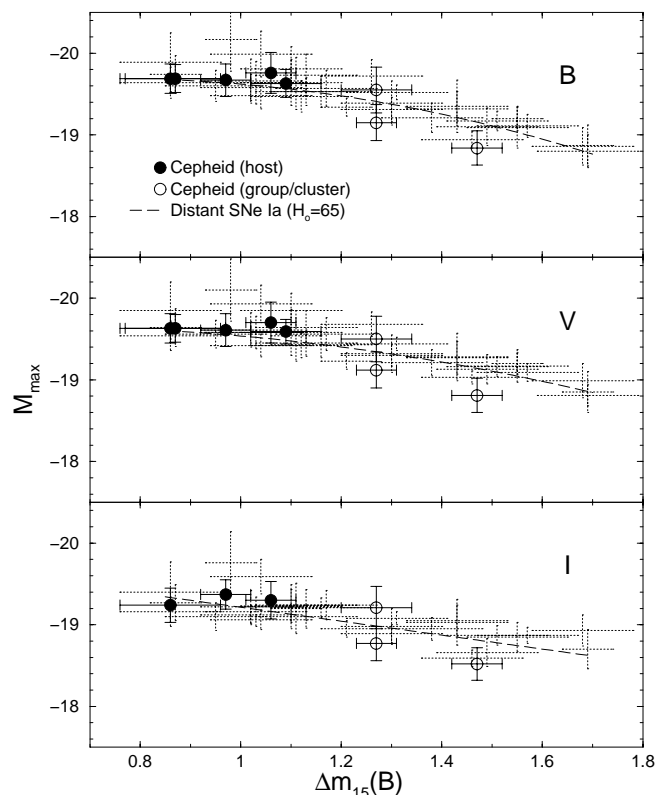 −20
B
−19
Cepheid (host)
Cepheid (group/cluster)
Distant SNe Ia (Hₒ=65)
−18
−20
V
−19
−18
−20
I
−19
−18
M_max
0.8 1 1.2 1.4 1.6 1.8
Δm₁₅(B)